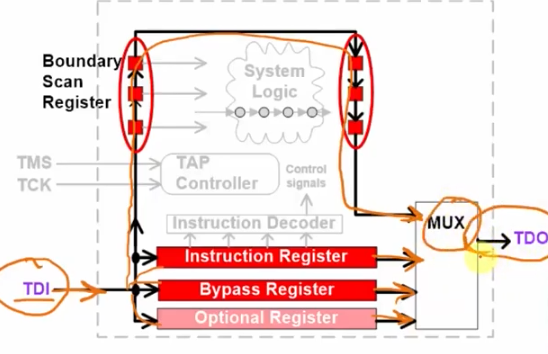 Boundary
Scan
Register
System
Logic
TMS
TCK
TAP
Controller
Control
signals
Instruction Decoder
MUX
TDO
Instruction Register
TDI
Bypass Register
Optional Register